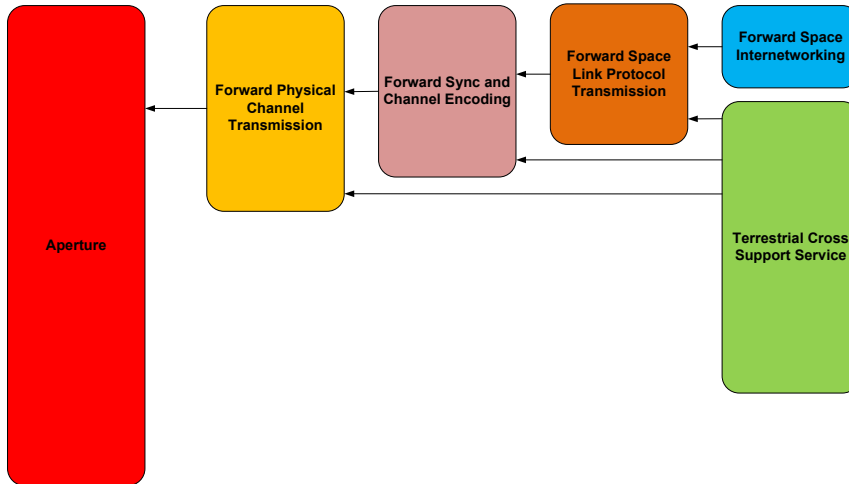 Forward Space
Internetworking
Forward Space
Link Protocol
Transmission
Forward Sync and
Channel Encoding
Forward Physical
Channel
Transmission
Aperture
Terrestrial Cross
Support Service